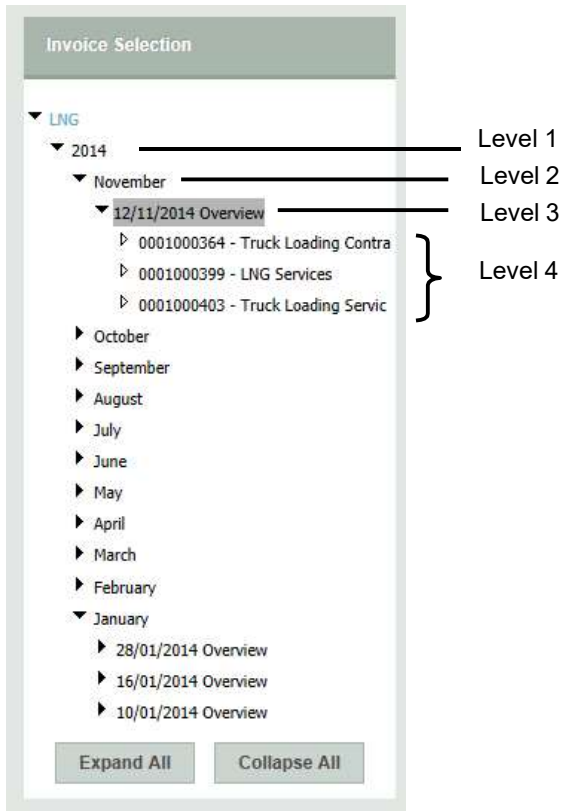 Invoice Selection
LNG
2014
Level 1
November
Level 2
12/11/2014 Overview
Level 3
0001000364 - Truck Loading Contra
0001000399 - LNG Services
Level 4
0001000403 - Truck Loading Servic
October
September
August
July
June
May
April
March
February
January
28/01/2014 Overview
16/01/2014 Overview
10/01/2014 Overview
Expand All
Collapse All